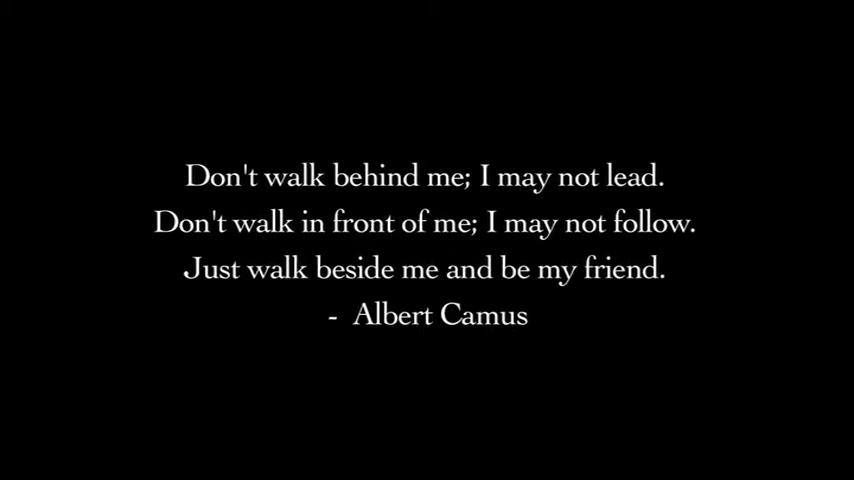 Don't walk behind me; I may not lead.
Don't walk in front of me; I may not follow.
Just walk beside me and be my friend.
- Albert Camus